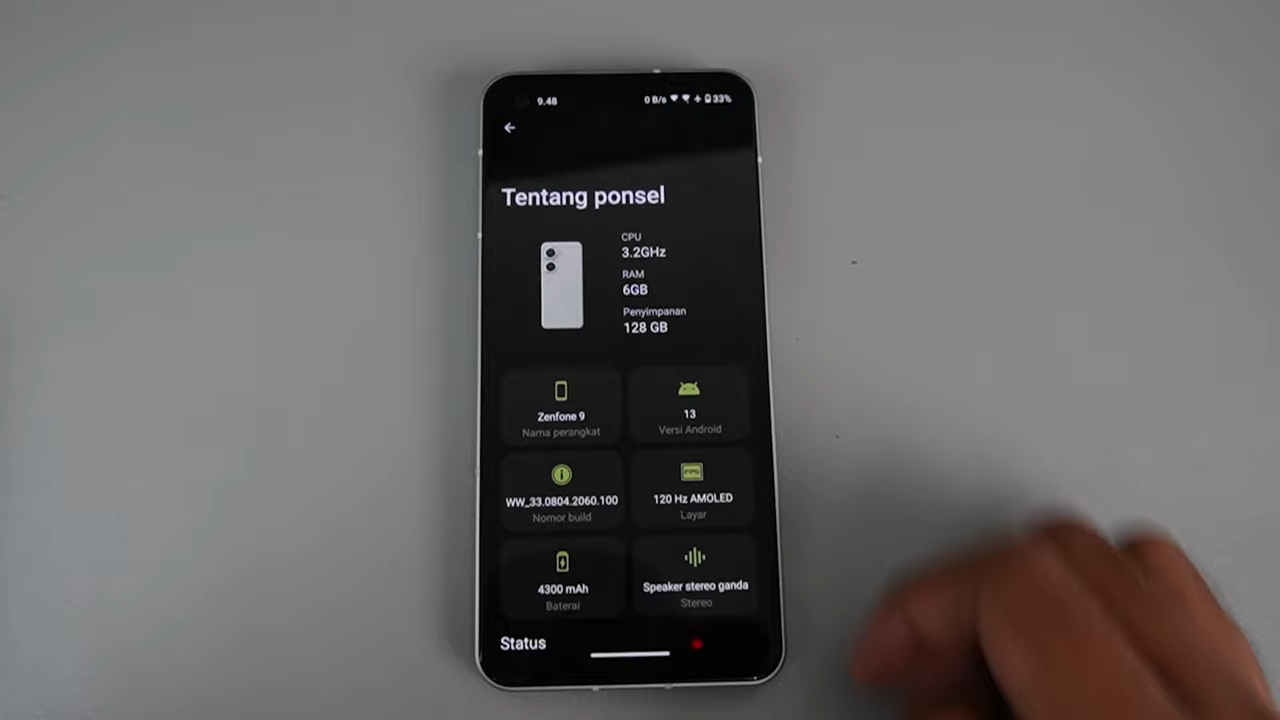 9.48
0 B/s 33%
Tentang ponsel
CPU
3.2GHz
RAM
6GB
Penyimpanan
128 GB
Zenfone 9
Nama perangkat
13
Versi Android
WW_33.0804.2060.100
Nomor build
FPS
120 Hz AMOLED
Layar
4300 mAh
Baterai
Speaker stereo ganda
Stereo
Status